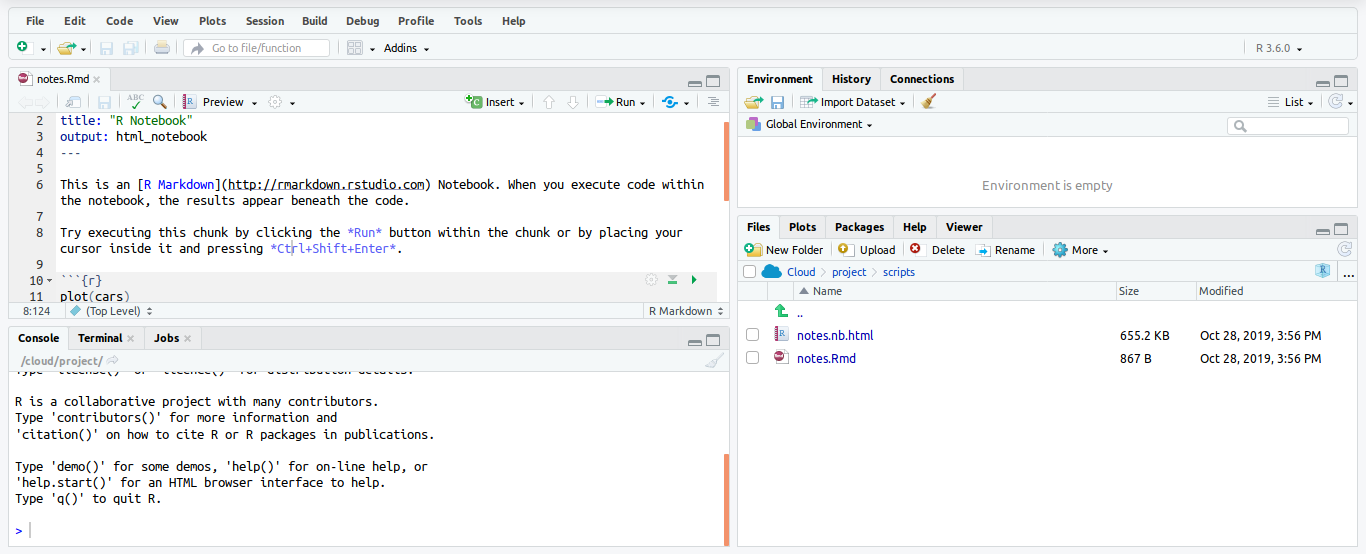 File Edit Code View Plots Session Build Debug Profile Tools Help
Go to file/function Addins R 3.6.0
notes.Rmd
ABC Preview Insert Run
2 title: "R Notebook"
3 output: html_notebook
4 ---
5
6 This is an [R Markdown](http://rmarkdown.rstudio.com) Notebook. When you execute code within
the notebook, the results appear beneath the code.
7
8 Try executing this chunk by clicking the *Run* button within the chunk or by placing your
cursor inside it and pressing *Ctrl+Shift+Enter*.
9
10 ```{r}
11 plot(cars)
8:124 (Top Level) R Markdown
Console Terminal Jobs
/cloud/project/
Type 'license()' or 'licence()' for distribution details.
R is a collaborative project with many contributors.
Type 'contributors()' for more information and
'citation()' on how to cite R or R packages in publications.
Type 'demo()' for some demos, 'help()' for on-line help, or
'help.start()' for an HTML browser interface to help.
Type 'q()' to quit R.
>
Environment History Connections
Import Dataset List
Global Environment
Environment is empty
Files Plots Packages Help Viewer
New Folder Upload Delete Rename More
Cloud project scripts R ...
Name Size Modified
..
notes.nb.html 655.2 KB Oct 28, 2019, 3:56 PM
notes.Rmd 867 B Oct 28, 2019, 3:56 PM